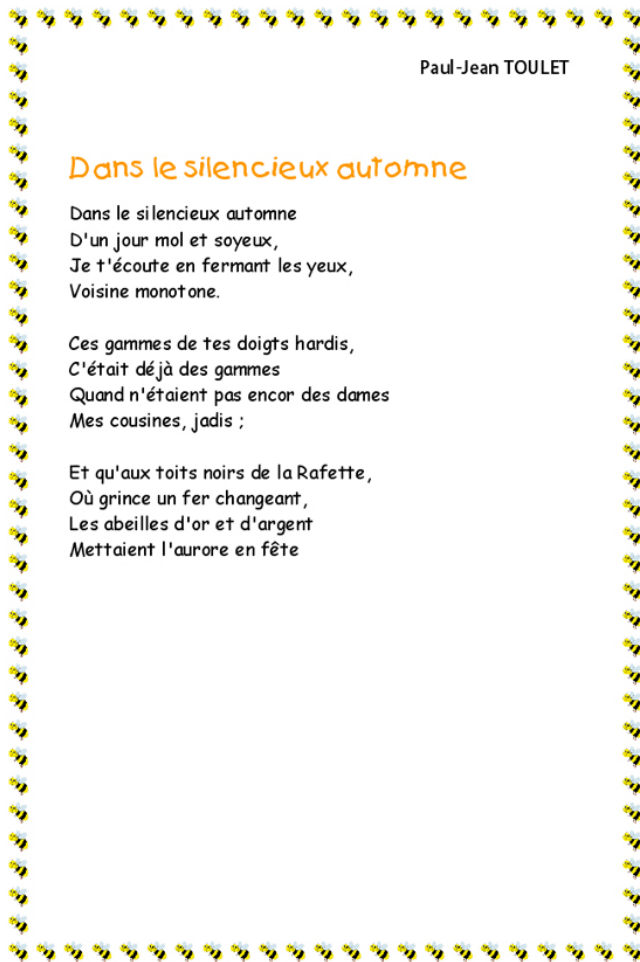 Paul-Jean TOULET
Dans le silencieux automne
Dans le silencieux automne
D'un jour mol et soyeux,
Je t'écoute en fermant les yeux,
Voisine monotone.
Ces gammes de tes doigts hardis,
C'était déjà des gammes
Quand n'étaient pas encor des dames
Mes cousines, jadis ;
Et qu'aux toits noirs de la Rafette,
Où grince un fer changeant,
Les abeilles d'or et d'argent
Mettaient l'aurore en fête